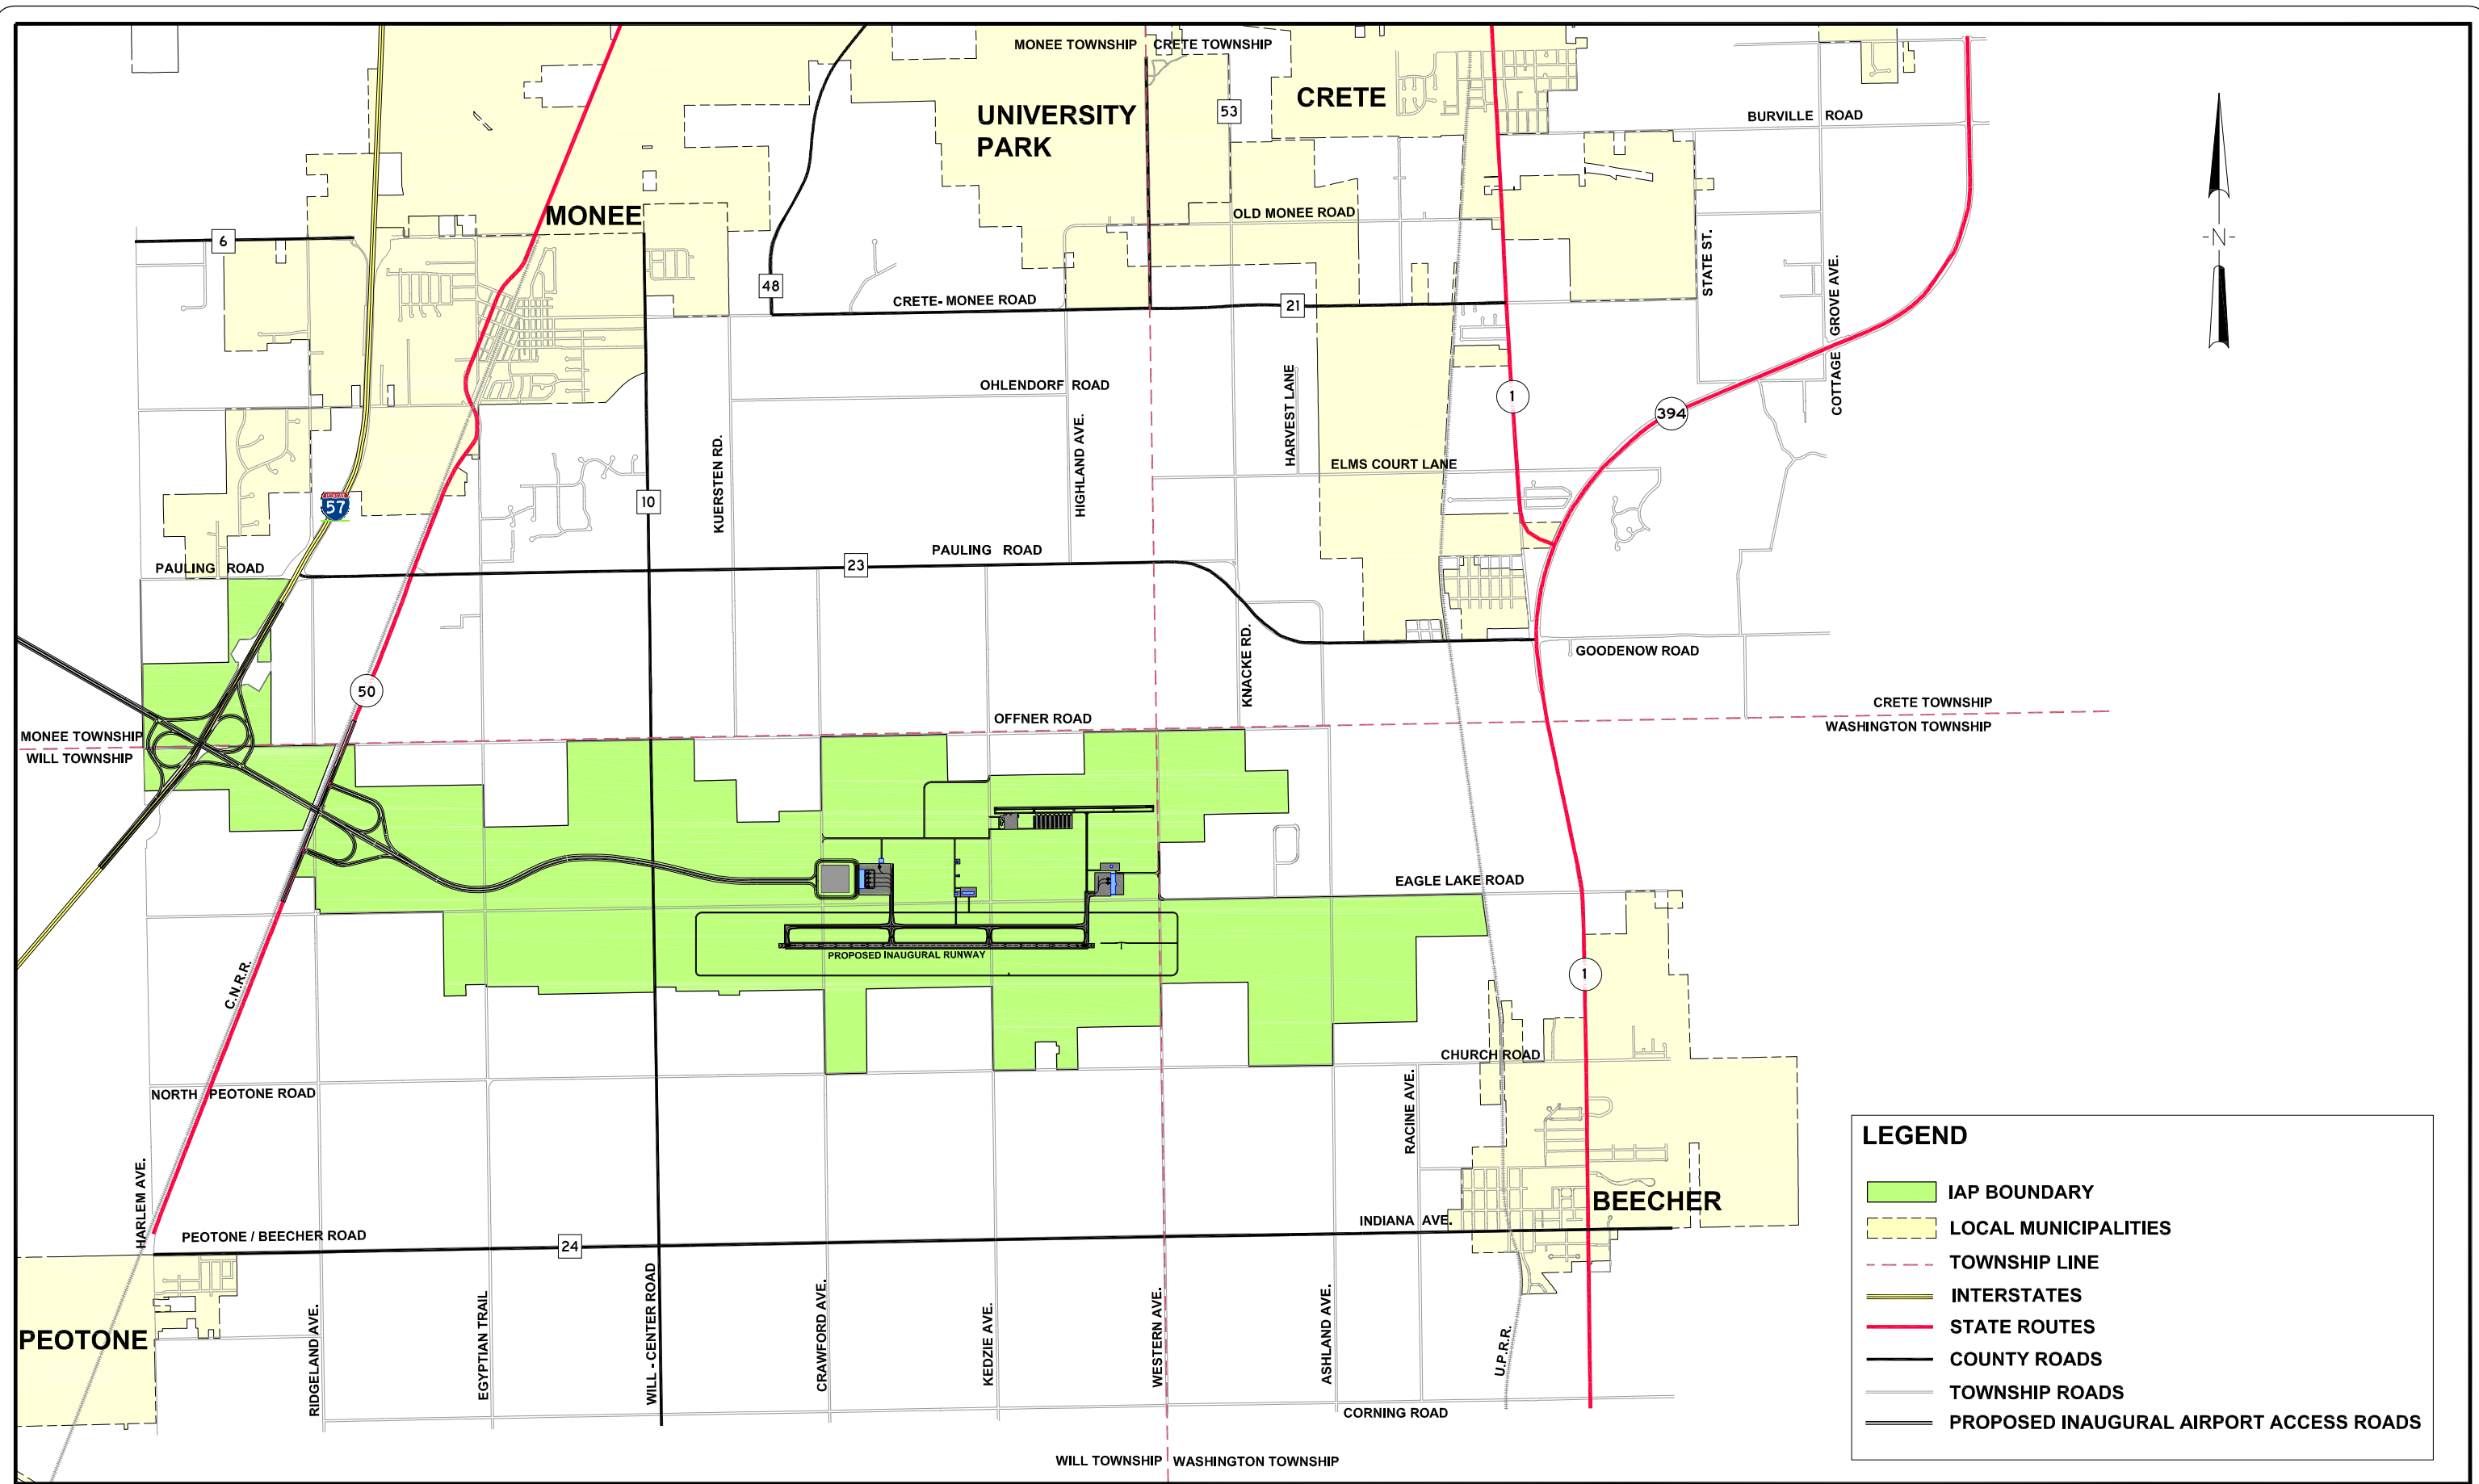 MONEE TOWNSHIP
CRETE TOWNSHIP
UNIVERSITY
PARK
CRETE
53
BURVILLE ROAD
N
MONEE
OLD MONEE ROAD
6
STATE ST.
48
CRETE- MONEE ROAD
21
COTTAGE GROVE AVE.
OHLENDORF ROAD
HARVEST LANE
1
394
HIGHLAND AVE.
KUERSTEN RD.
ELMS COURT LANE
57
10
PAULING ROAD
PAULING ROAD
23
KNACKE RD.
GOODENOW ROAD
50
OFFNER ROAD
CRETE TOWNSHIP
WASHINGTON TOWNSHIP
MONEE TOWNSHIP
WILL TOWNSHIP
EAGLE LAKE ROAD
PROPOSED INAUGURAL RUNWAY
1
C.N.R.R.
CHURCH ROAD
NORTH PEOTONE ROAD
RACINE AVE.
HARLEM AVE.
BEECHER
INDIANA AVE.
PEOTONE / BEECHER ROAD
24
PEOTONE
RIDGELAND AVE.
EGYPTIAN TRAIL
WILL - CENTER ROAD
CRAWFORD AVE.
KEDZIE AVE.
WESTERN AVE.
ASHLAND AVE.
U.P.R.R.
CORNING ROAD
WILL TOWNSHIP
WASHINGTON TOWNSHIP
LEGEND
IAP BOUNDARY
LOCAL MUNICIPALITIES
TOWNSHIP LINE
INTERSTATES
STATE ROUTES
COUNTY ROADS
TOWNSHIP ROADS
PROPOSED INAUGURAL AIRPORT ACCESS ROADS